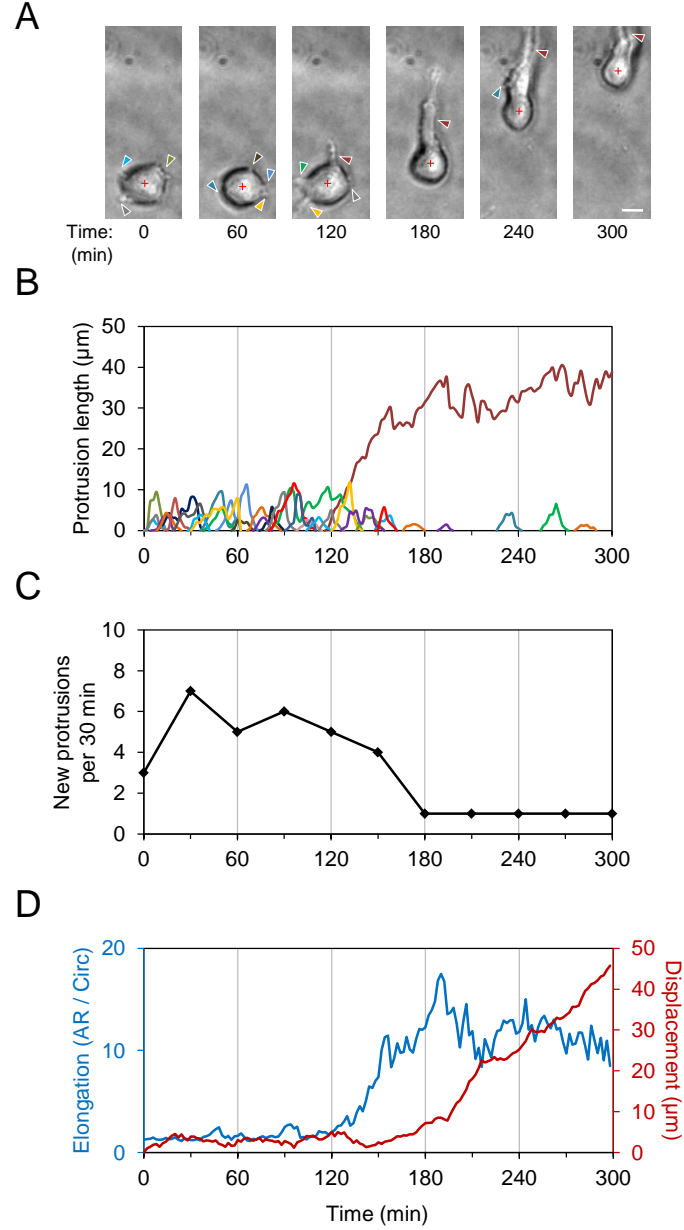 A
Time: 0 60 120 180 240 300
(min)
B
Protrusion length (µm)
50
40
30
20
10
0
0 60 120 180 240 300
C
New protrusions
per 30 min
10
8
6
4
2
0
0 60 120 180 240 300
D
Elongation (AR / Circ)
20
10
0
50
40
30
20
10
0
Displacement
(µm)
0 60 120 180 240 300
Time (min)